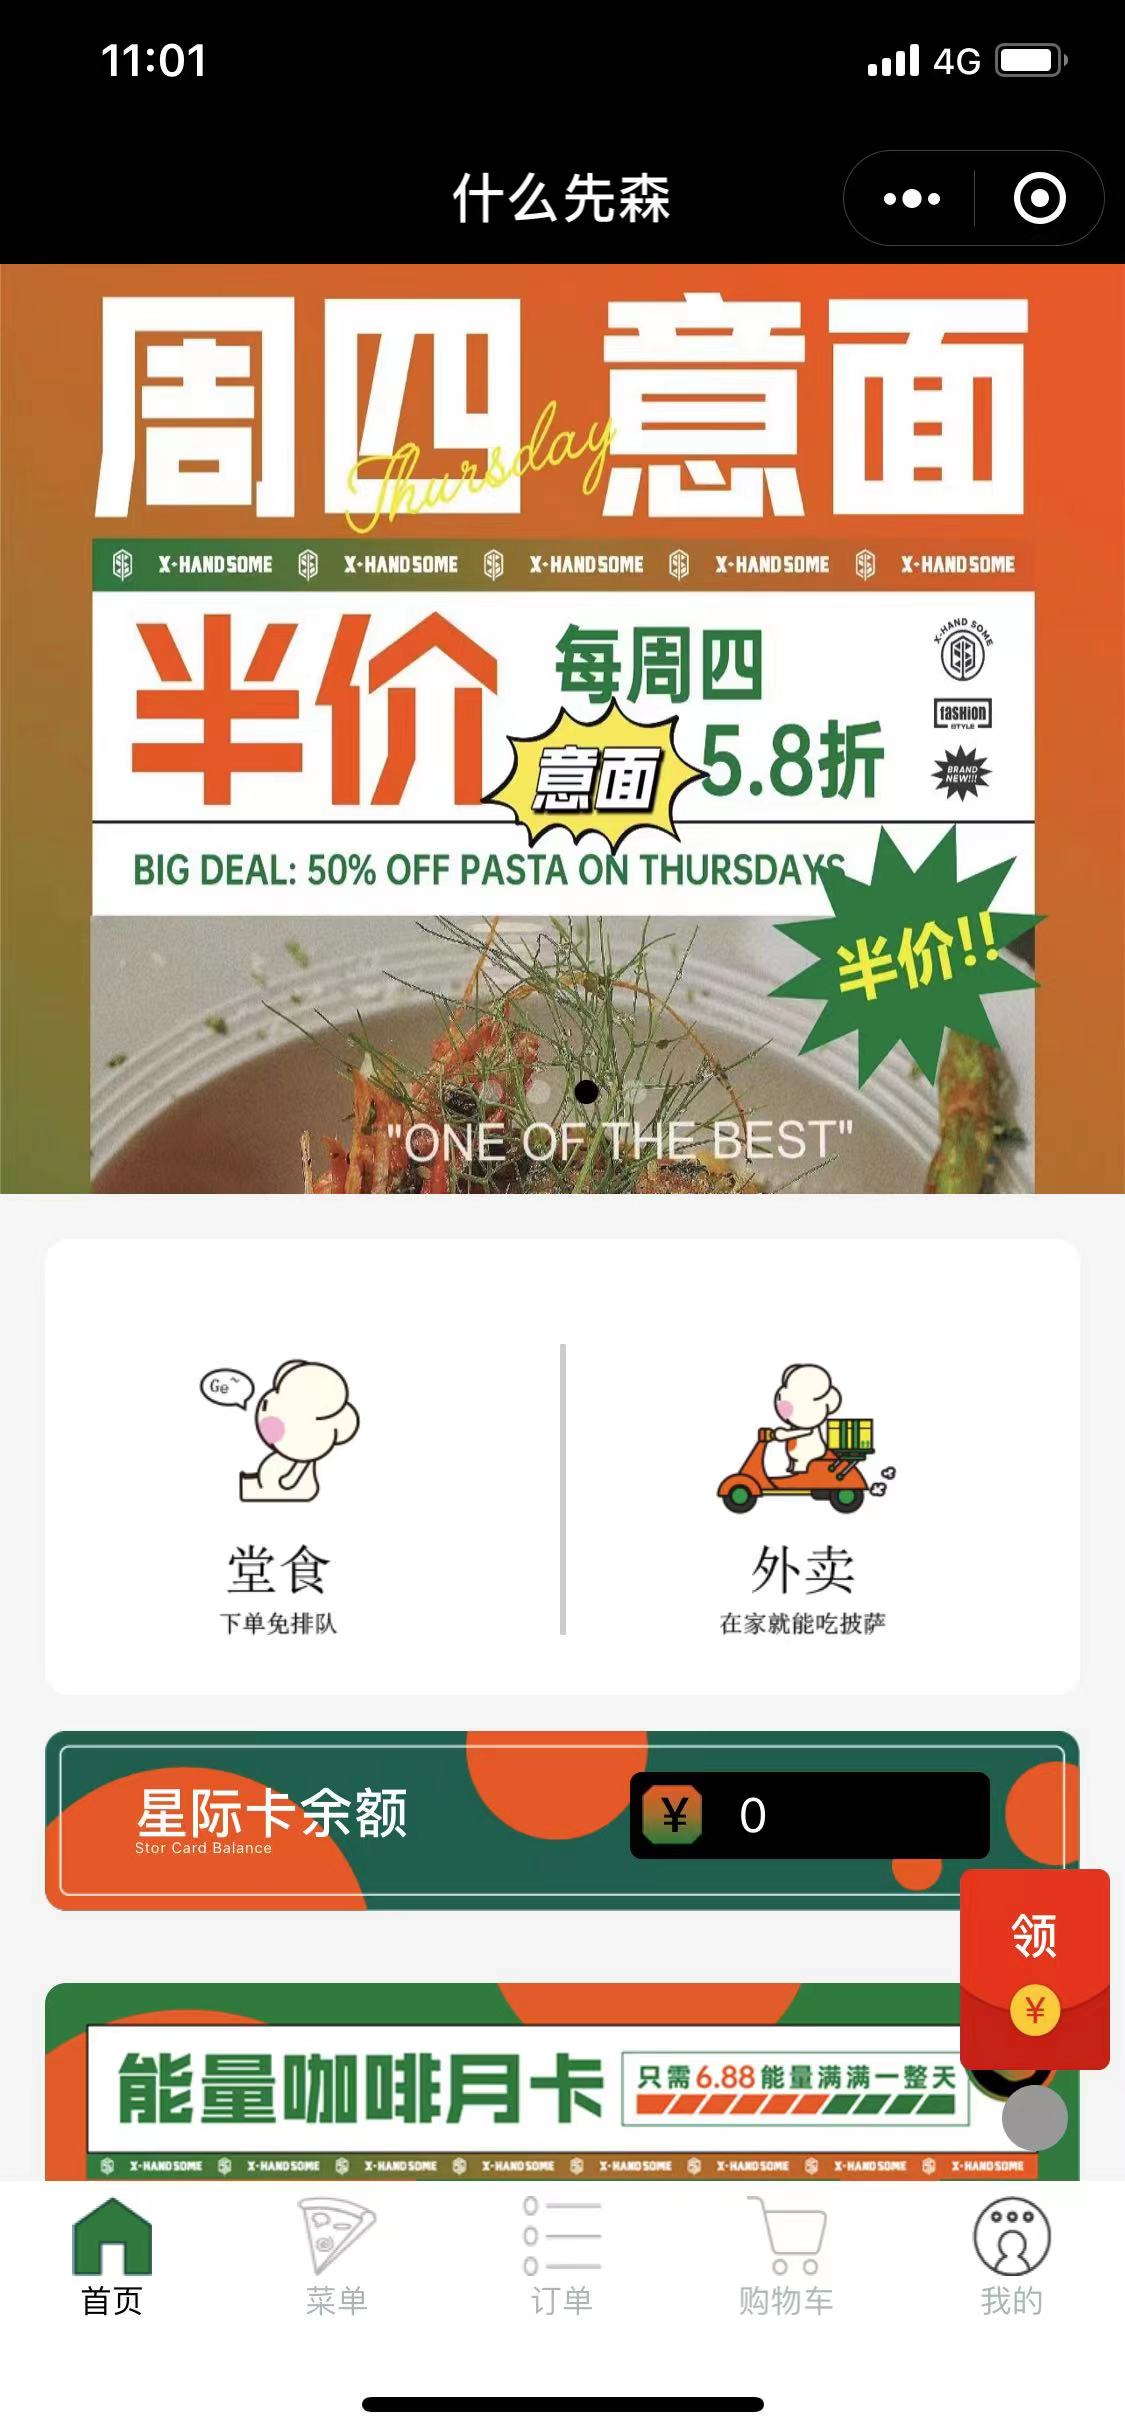 11:01
4G
什么先森
周四意面
Thursday
X·HANDSOME X·HANDSOME X·HANDSOME X·HANDSOME X·HANDSOME
半价
每周四
意面
5.8折
X-HAND SOME
fashion
STYLE
BRAND
NEW!!!
BIG DEAL: 50% OFF PASTA ON THURSDAYS
半价!!
"ONE OF THE BEST"
Ge~
堂食
外卖
下单免排队
在家就能吃披萨
星际卡余额
Stor Card Balance
¥ 0
领
¥
能量咖啡月卡
只需6.88能量满满一整天
X·HANDSOME X·HANDSOME X·HANDSOME X·HANDSOME X·HANDSOME X·HANDSOME X·HANDSOME X·HANDSOME
首页
菜单
订单
购物车
我的